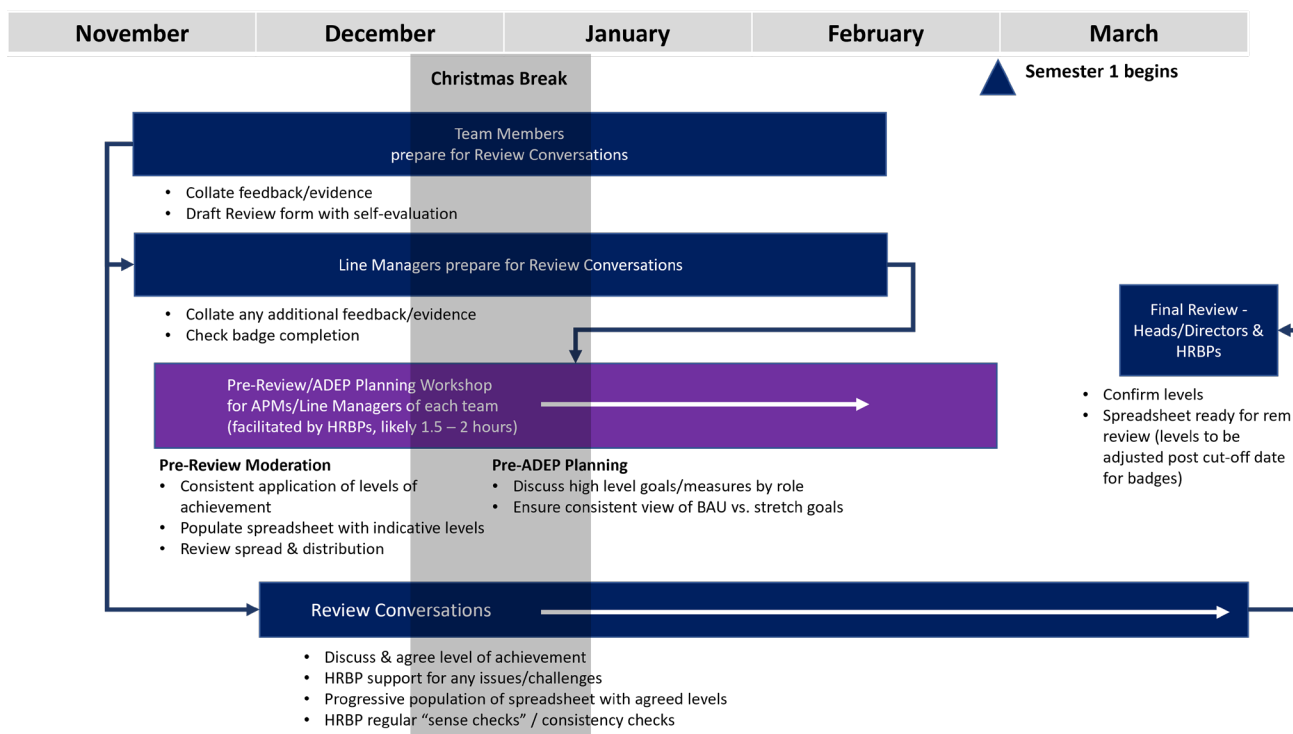 November December January February March
Christmas Break
Semester 1 begins
Team Members
prepare for Review Conversations
• Collate feedback/evidence
• Draft Review form with self-evaluation
Line Managers prepare for Review Conversations
• Collate any additional feedback/evidence
• Check badge completion
Pre-Review/ADEP Planning Workshop
for APMs/Line Managers of each team
(facilitated by HRBPs, likely 1.5 – 2 hours)
Pre-Review Moderation
• Consistent application of levels of
achievement
• Populate spreadsheet with indicative levels
• Review spread & distribution
Pre-ADEP Planning
• Discuss high level goals/measures by role
• Ensure consistent view of BAU vs. stretch goals
Final Review -
Heads/Directors &
HRBPs
• Confirm levels
• Spreadsheet ready for rem
review (levels to be
adjusted post cut-off date
for badges)
Review Conversations
• Discuss & agree level of achievement
• HRBP support for any issues/challenges
• Progressive population of spreadsheet with agreed levels
• HRBP regular “sense checks” / consistency checks